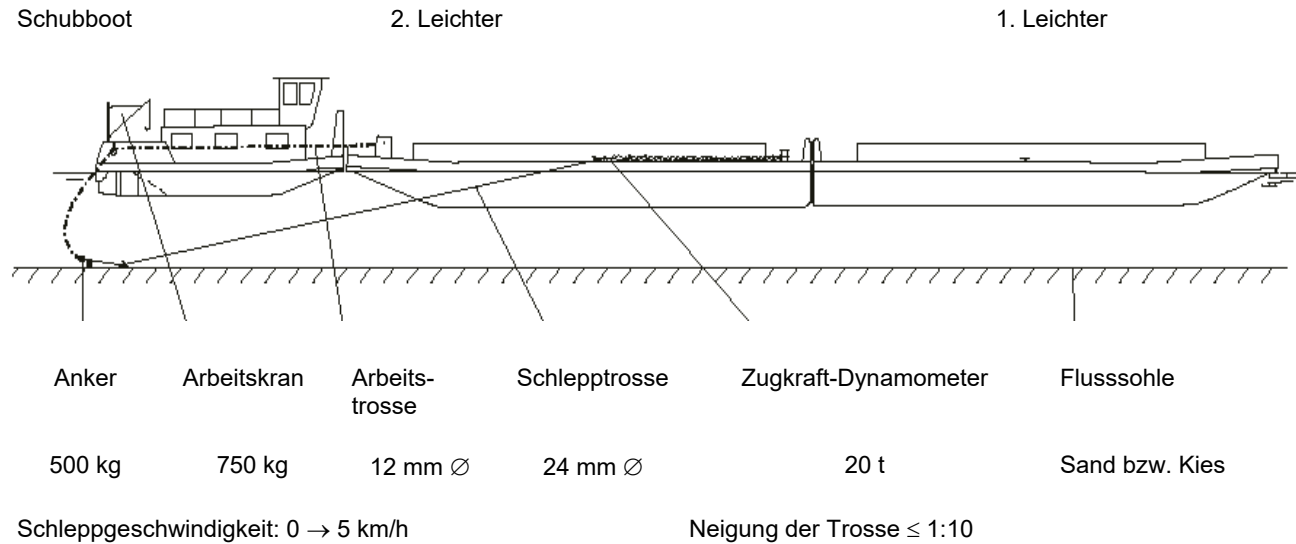 Schubboot 2. Leichter 1. Leichter
Anker Arbeitskran Arbeits- Schlepptrosse Zugkraft-Dynamometer Flusssohle
trosse
500 kg 750 kg 12 mm ∅ 24 mm ∅ 20 t Sand bzw. Kies
Schleppgeschwindigkeit: 0 → 5 km/h Neigung der Trosse ≤ 1:10